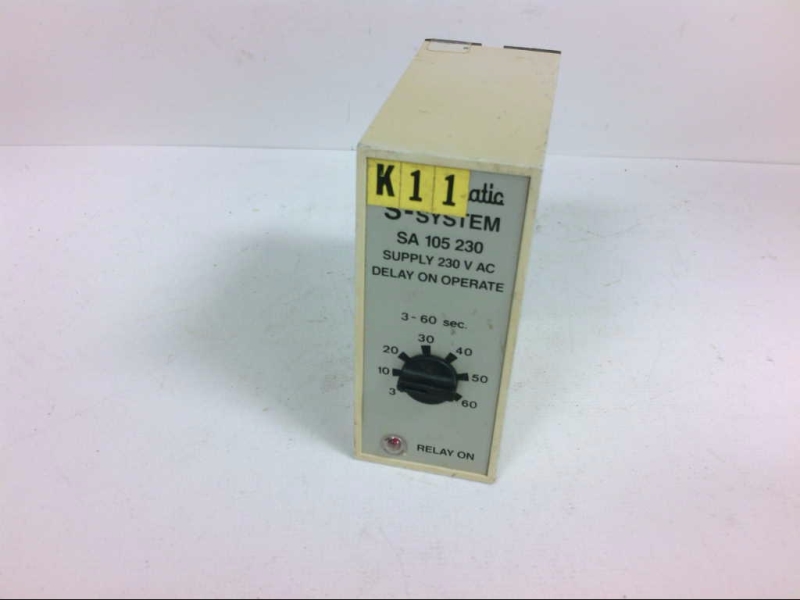 K11 atic
S-SYSTEM
SA 105 230
SUPPLY 230 V AC
DELAY ON OPERATE
3-60 sec.
30
20 40
10 50
3 60
RELAY ON